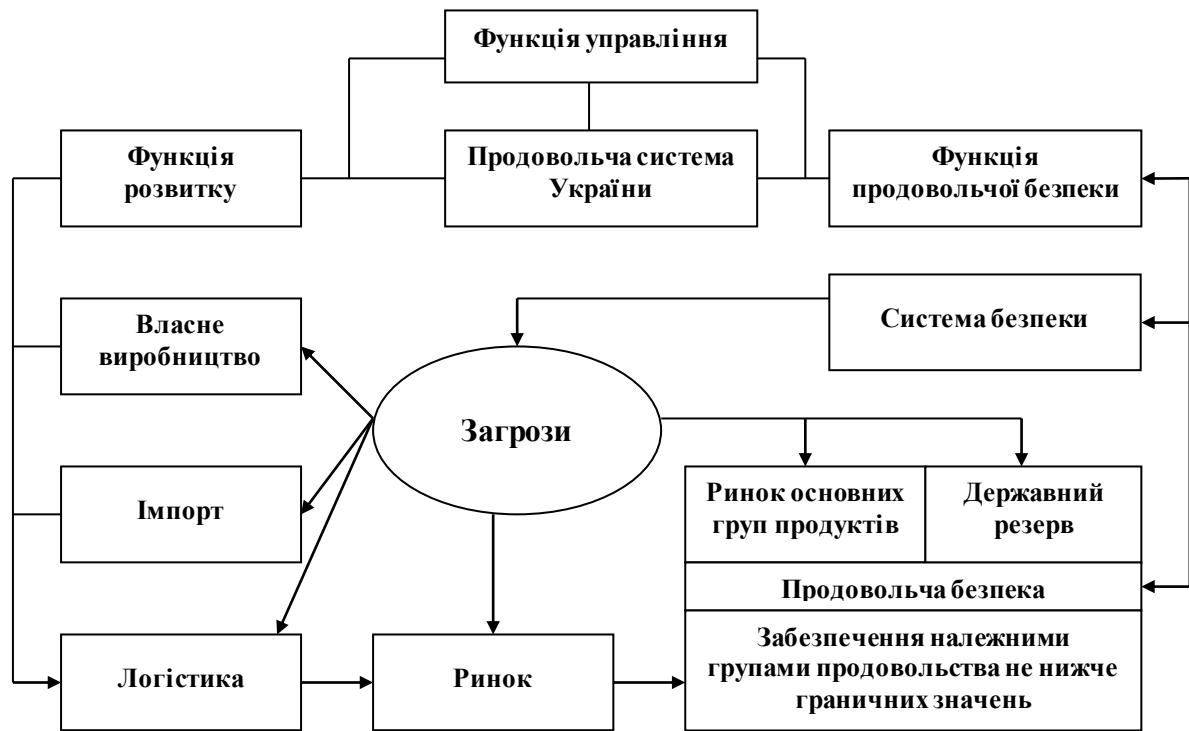 Функція управління
Функція
розвитку
Продовольча система
України
Функція
продовольчої безпеки
Власне
виробництво
Система безпеки
Загрози
Імпорт
Ринок основних
груп продуктів
Державний
резерв
Продовольча безпека
Логістика
Ринок
Забезпечення належними
групами продовольства не нижче
граничних значень